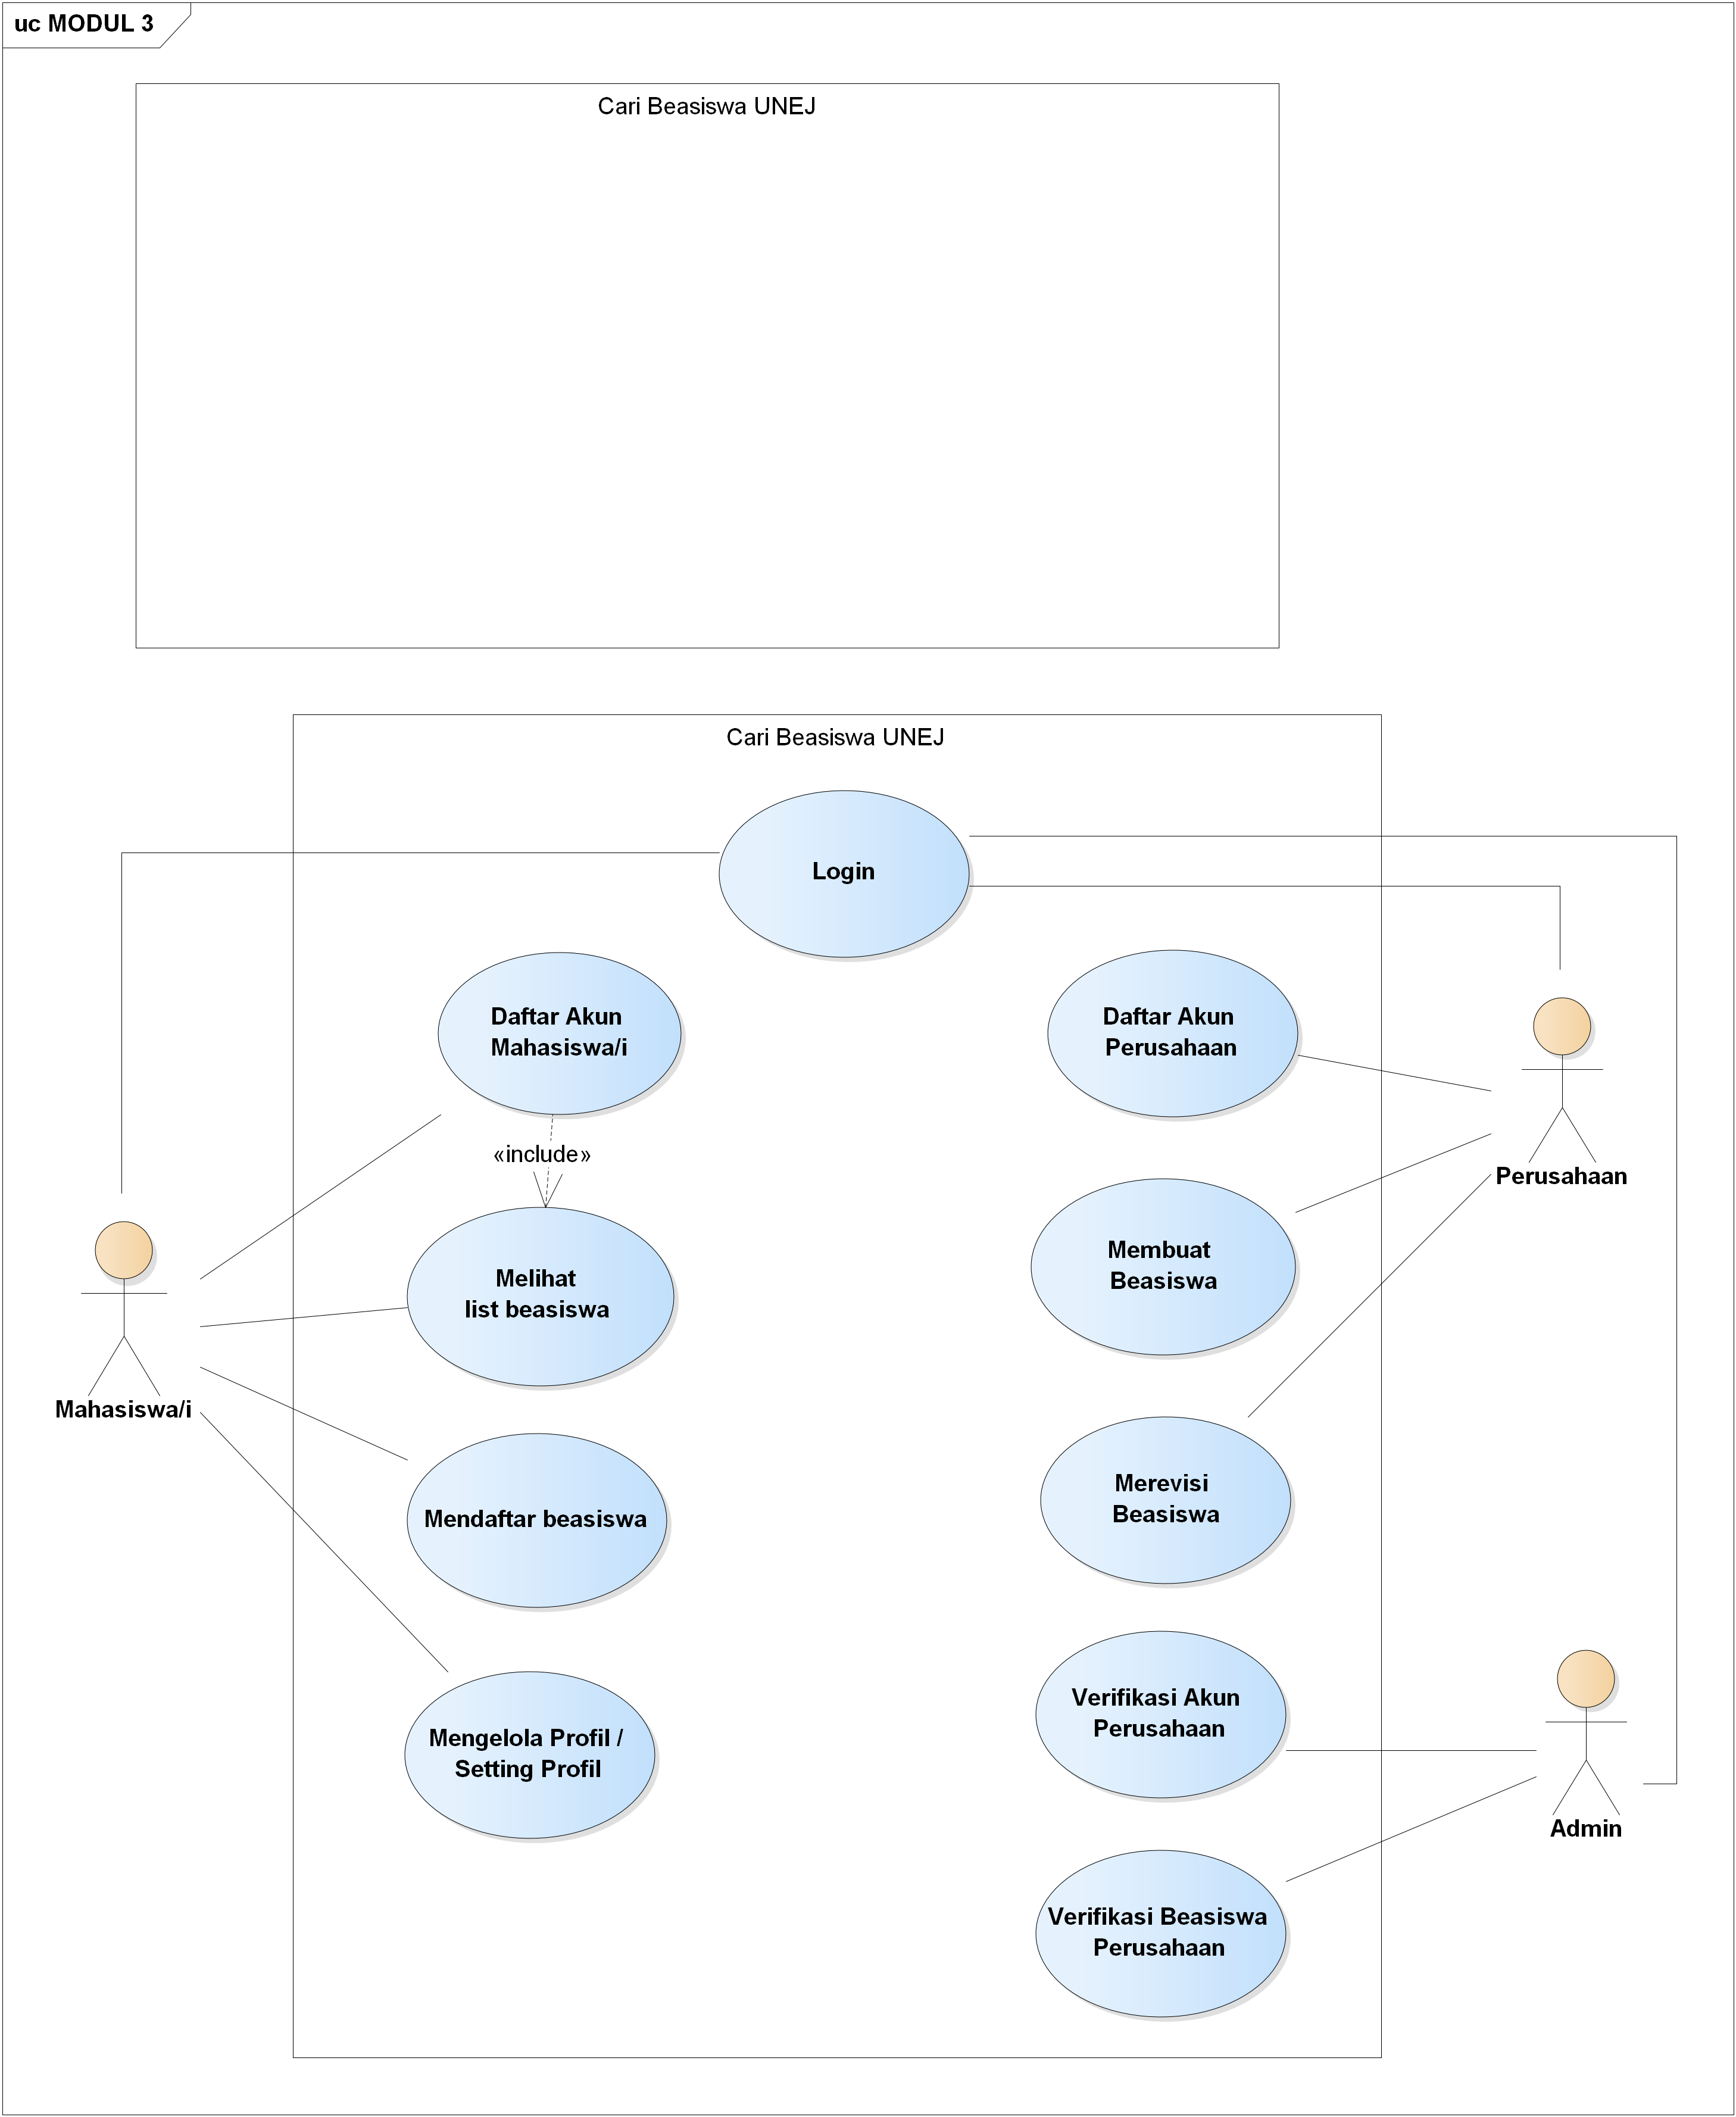 uc MODUL 3
Cari Beasiswa UNEJ
Cari Beasiswa UNEJ
Login
Daftar Akun
Mahasiswa/i
Daftar Akun
Perusahaan
«include»
Perusahaan
Melihat
list beasiswa
Membuat
Beasiswa
Mahasiswa/i
Mendaftar beasiswa
Merevisi
Beasiswa
Mengelola Profil /
Setting Profil
Verifikasi Akun
Perusahaan
Admin
Verifikasi Beasiswa
Perusahaan